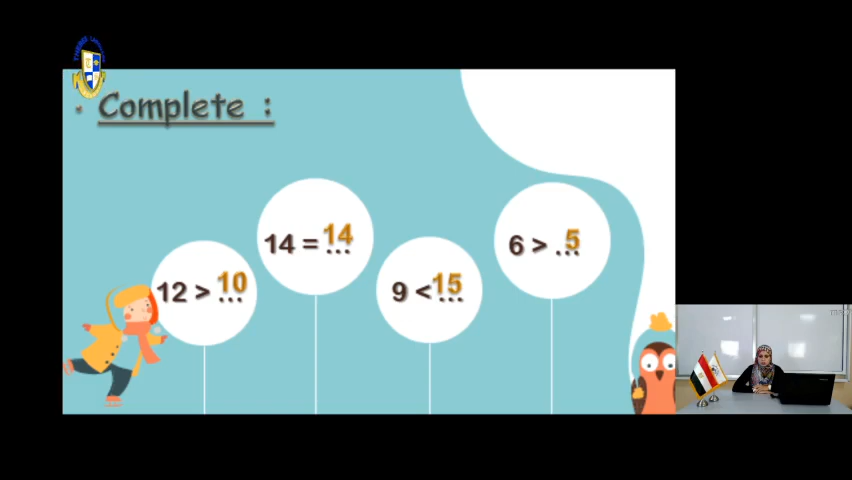 • Complete :
12 > 10 ...
14 = 14 ...
9 < 15 ...
6 > 5 ...